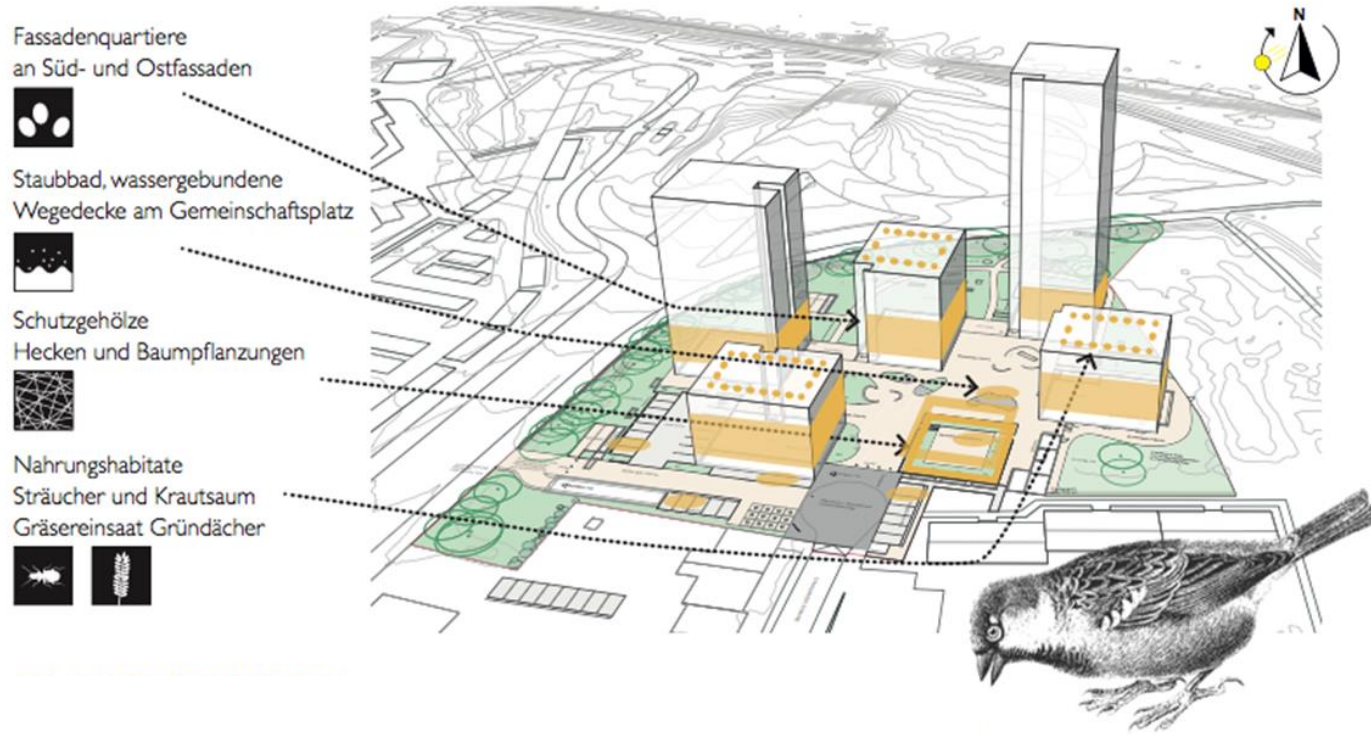 Fassadenquartiere
an Süd- und Ostfassaden
Staubbad, wassergebundene
Wegedecke am Gemeinschaftsplatz
Schutzgehölze
Hecken und Baumpflanzungen
Nahrungshabitate
Sträucher und Krautsaum
Gräsereinsaat Gründächer
N